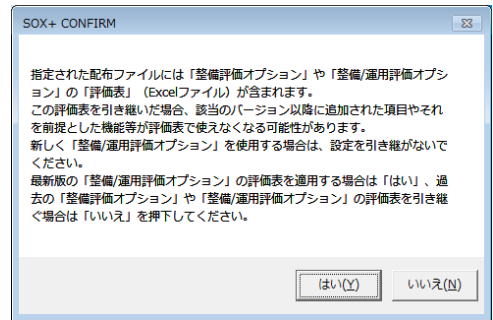 SOX+ CONFIRM
指定された配布ファイルには「整備評価オプション」や「整備/運用評価オプシ
ョン」の「評価表」（Excelファイル）が含まれます。
この評価表を引き継いだ場合、該当のバージョン以降に追加された項目やそれ
を前提とした機能等が評価表で使えなくなる可能性があります。
新しく「整備/運用評価オプション」を使用する場合は、設定を引き継がないで
ください。
最新版の「整備/運用評価オプション」の評価表を適用する場合は「はい」、過
去の「整備評価オプション」や「整備/運用評価オプション」の評価表を引き継
ぐ場合は「いいえ」を押下してください。
はい(Y)
いいえ(N)